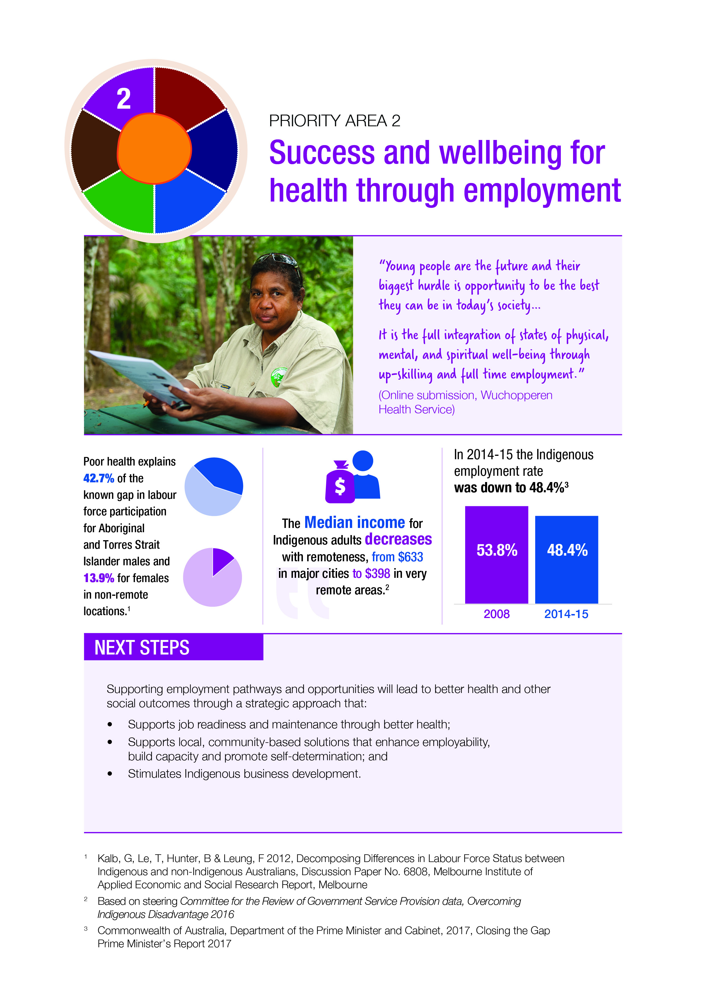 2
PRIORITY AREA 2
Success and wellbeing for
health through employment
“Young people are the future and their
biggest hurdle is opportunity to be the best
they can be in today’s society...
It is the full integration of states of physical,
mental, and spiritual well-being through
up-skilling and full time employment.”
(Online submission, Wuchopperen
Health Service)
Poor health explains
42.7% of the
known gap in labour
force participation
for Aboriginal
and Torres Strait
Islander males and
13.9% for females
in non-remote
locations.¹
$
The Median income for
Indigenous adults decreases
with remoteness, from $633
in major cities to $398 in very
remote areas.²
In 2014-15 the Indigenous
employment rate
was down to 48.4%³
53.8%
48.4%
2008
2014-15
NEXT STEPS
Supporting employment pathways and opportunities will lead to better health and other
social outcomes through a strategic approach that:
• Supports job readiness and maintenance through better health;
• Supports local, community-based solutions that enhance employability,
build capacity and promote self-determination; and
• Stimulates Indigenous business development.
¹ Kalb, G, Le, T, Hunter, B & Leung, F 2012, Decomposing Differences in Labour Force Status between
Indigenous and non-Indigenous Australians, Discussion Paper No. 6808, Melbourne Institute of
Applied Economic and Social Research Report, Melbourne
² Based on steering Committee for the Review of Government Service Provision data, Overcoming
Indigenous Disadvantage 2016
³ Commonwealth of Australia, Department of the Prime Minister and Cabinet, 2017, Closing the Gap
Prime Minister’s Report 2017